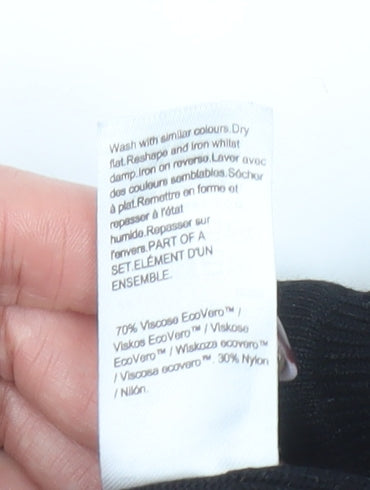 Wash with similar colours.Dry
flat.Reshape and iron whilst
damp.Iron on reverse.Laver avec
des couleurs semblables.Sécher
à plat.Remettre en forme et
repasser à l'état
humide.Repasser sur
l'envers.PART OF A
SET.ELÉMENT D'UN
ENSEMBLE.
70% Viscose EcoVero™ /
Viskos EcoVero™ / Viskose
EcoVero™ / Wiskoza ecovero™
/ Viscosa ecovero™. 30% Nylon
/ Nilón.